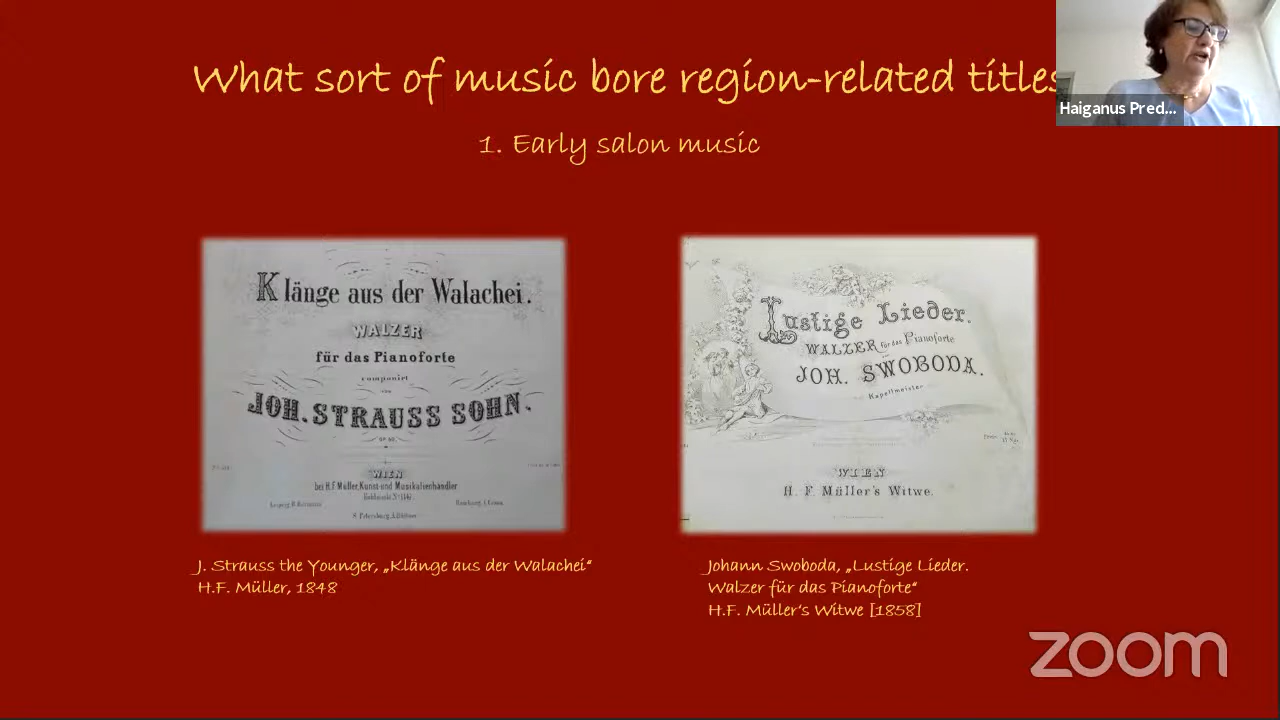 What sort of music bore region-related titles
Haiganus Pred...
1. Early salon music
Klänge aus der Walachei.
WALZER
für das Pianoforte
componirt
JOH. STRAUSS SOHN.
WIEN
bei H.F. Müller, Kunst-und Musikalienhändler
Lustige Lieder.
WALZER für das Pianoforte
JOH. SWOBODA.
Kapellmeister
WIEN
H. F. Müller's Witwe.
J. Strauss the Younger, „Klänge aus der Walachei“
H.F. Müller, 1848
Johann Swoboda, „Lustige Lieder.
Walzer für das Pianoforte“
H.F. Müller's Witwe [1858]
zoom